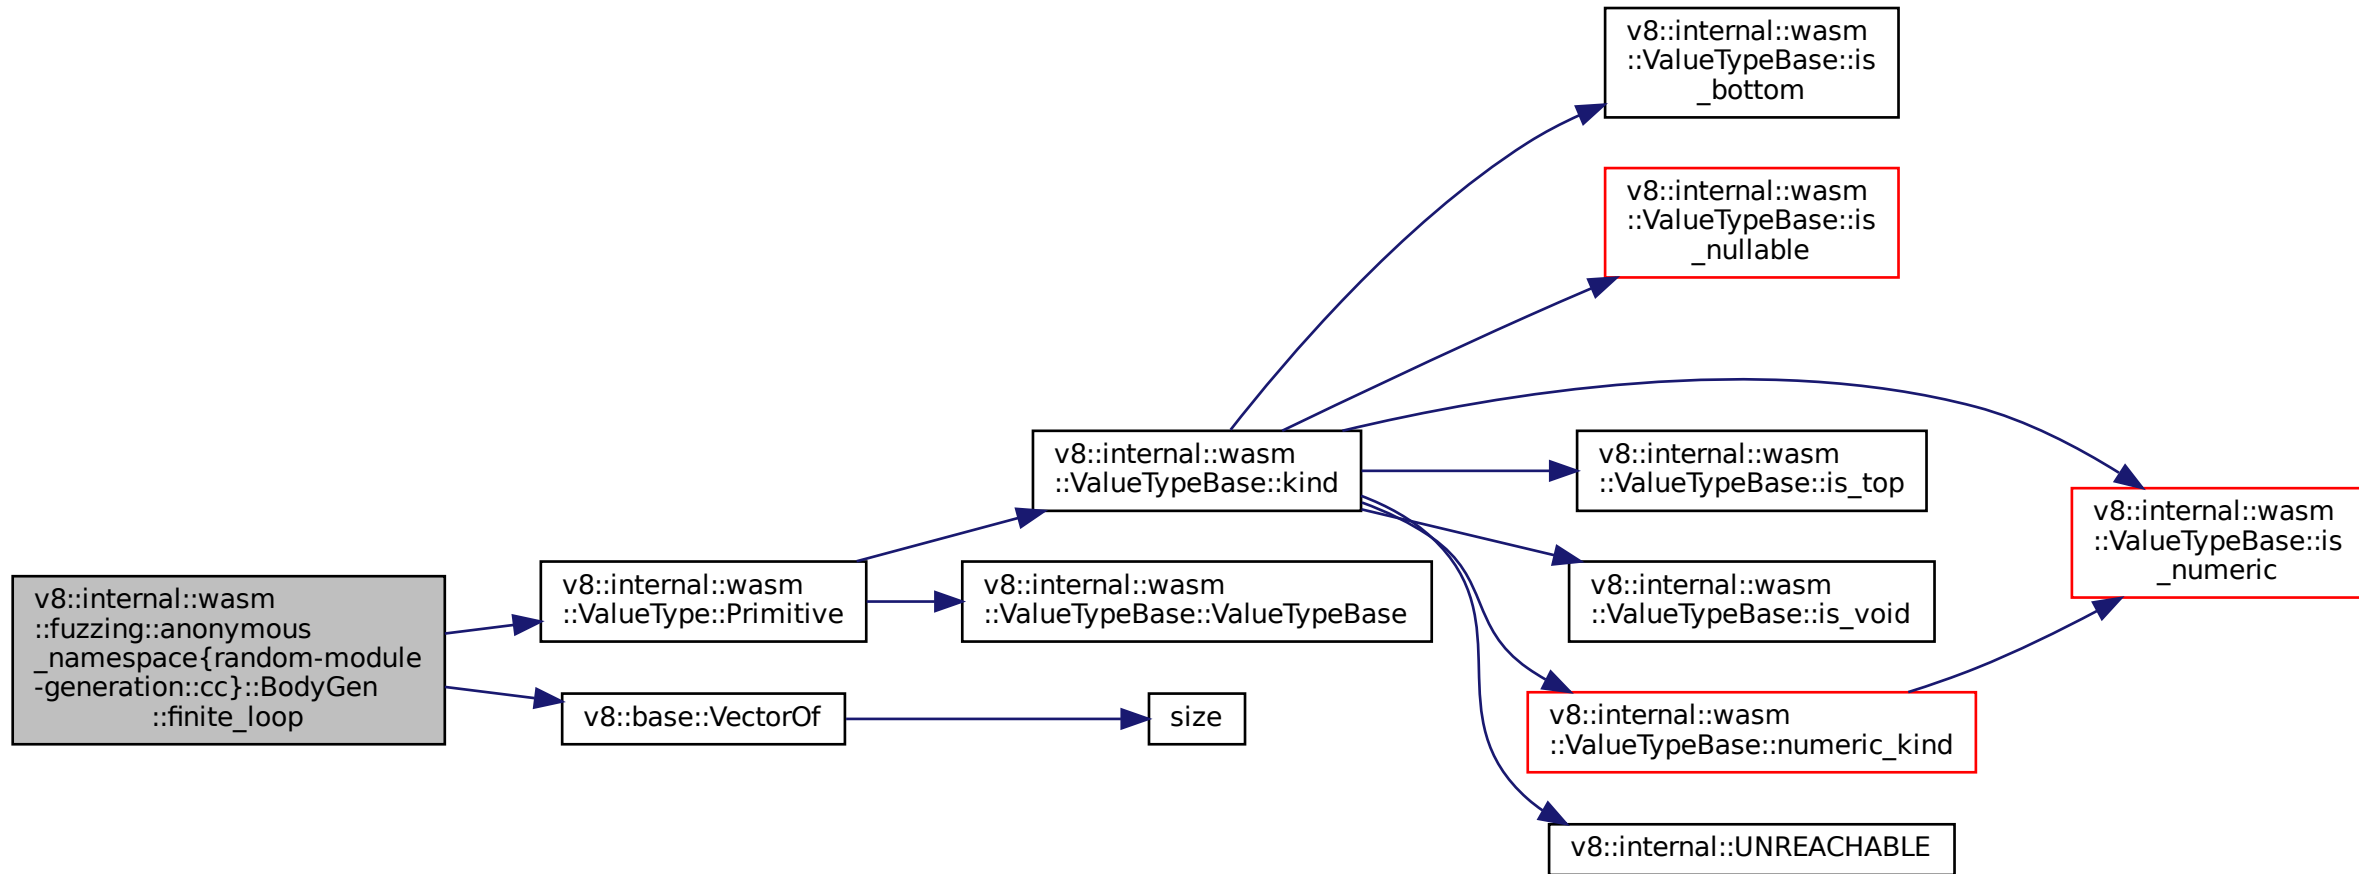 v8::internal::wasm
::fuzzing::anonymous
_namespace{random-module
-generation::cc}::BodyGen
::finite_loop
v8::internal::wasm
::ValueType::Primitive
v8::base::VectorOf
v8::internal::wasm
::ValueTypeBase::kind
v8::internal::wasm
::ValueTypeBase::ValueTypeBase
size
v8::internal::wasm
::ValueTypeBase::is
_bottom
v8::internal::wasm
::ValueTypeBase::is
_nullable
v8::internal::wasm
::ValueTypeBase::is_top
v8::internal::wasm
::ValueTypeBase::is_void
v8::internal::wasm
::ValueTypeBase::numeric_kind
v8::internal::UNREACHABLE
v8::internal::wasm
::ValueTypeBase::is
_numeric